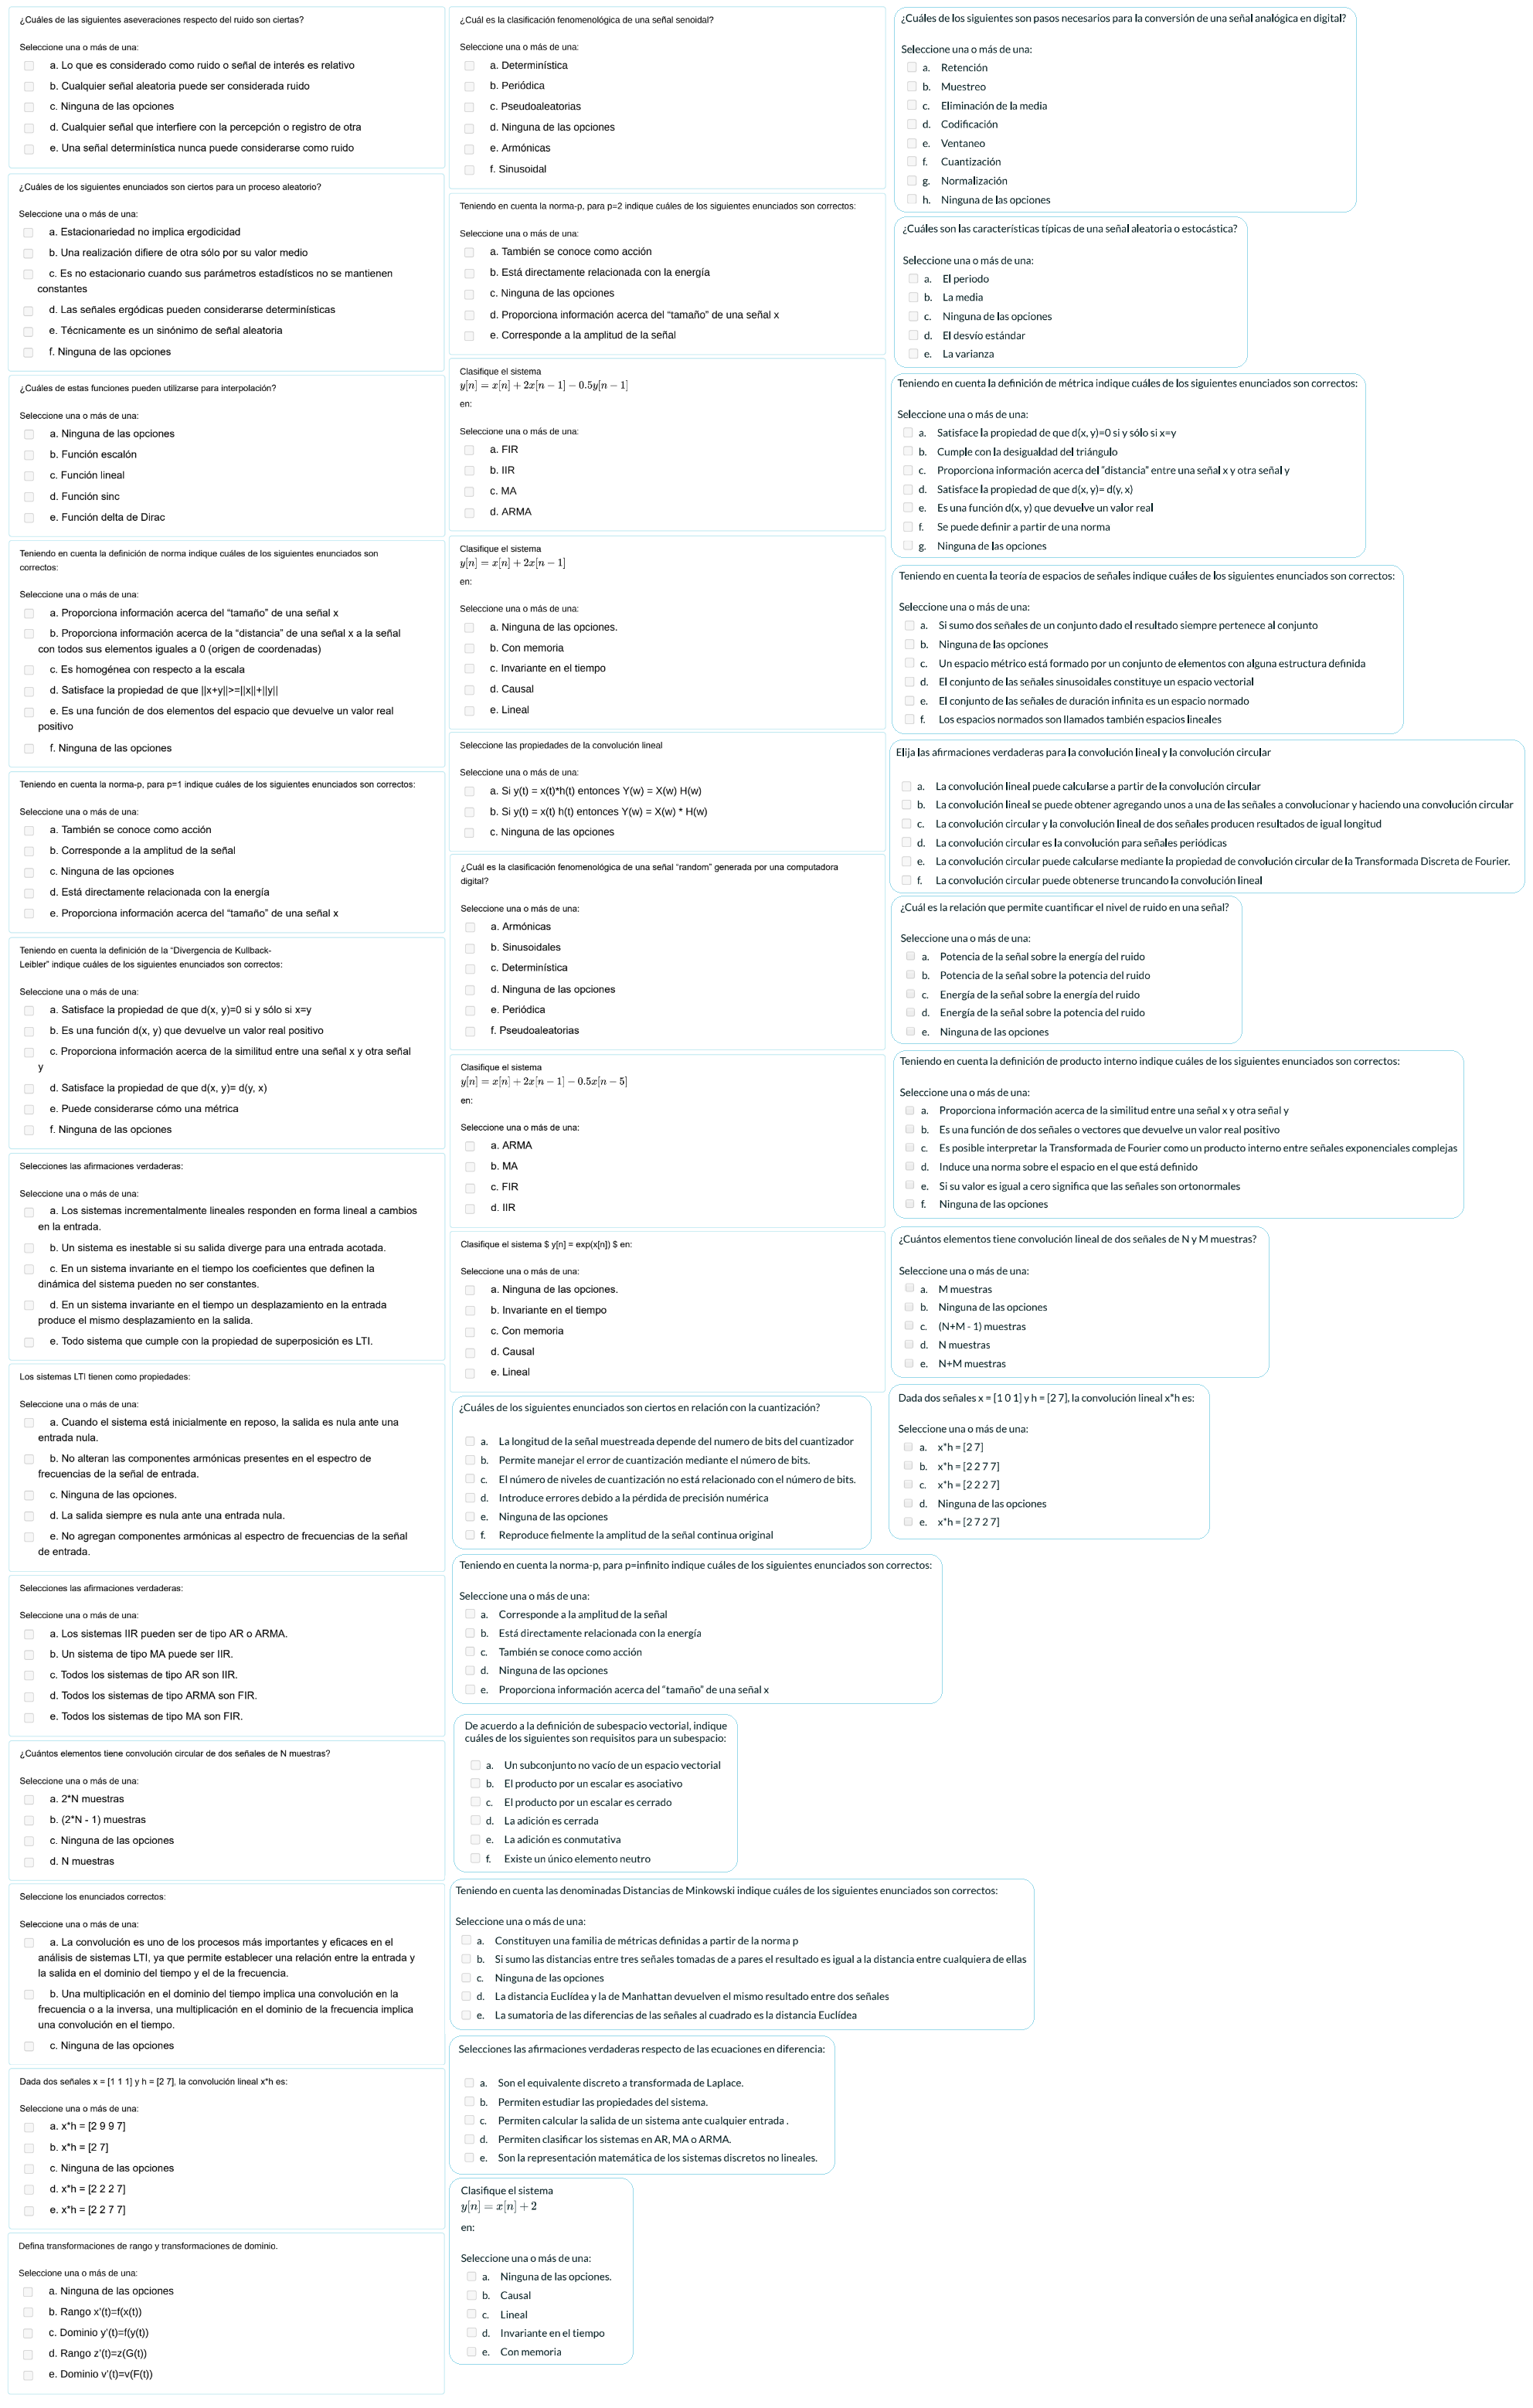 ¿Cuáles de las siguientes aseveraciones respecto del ruido son ciertas?
Seleccione una o más de una:
a. Lo que es considerado como ruido o señal de interés es relativo
b. Cualquier señal aleatoria puede ser considerada ruido
c. Ninguna de las opciones
d. Cualquier señal que interfiere con la percepción o registro de otra
e. Una señal determinística nunca puede considerarse como ruido
¿Cuáles de los siguientes enunciados son ciertos para un proceso aleatorio?
Seleccione una o más de una:
a. Estacionariedad no implica ergodicidad
b. Una realización difiere de otra sólo por su valor medio
c. Es no estacionario cuando sus parámetros estadísticos no se mantienen
constantes
d. Las señales ergódicas pueden considerarse determinísticas
e. Técnicamente es un sinónimo de señal aleatoria
f. Ninguna de las opciones
¿Cuáles de estas funciones pueden utilizarse para interpolación?
Seleccione una o más de una:
a. Ninguna de las opciones
b. Función escalón
c. Función lineal
d. Función sinc
e. Función delta de Dirac
Teniendo en cuenta la definición de norma indique cuáles de los siguientes enunciados son
correctos:
Seleccione una o más de una:
a. Proporciona información acerca del “tamaño” de una señal x
b. Proporciona información acerca de la “distancia” de una señal x a la señal
con todos sus elementos iguales a 0 (origen de coordenadas)
c. Es homogénea con respecto a la escala
d. Satisface la propiedad de que ||x+y||>=||x||+||y||
e. Es una función de dos elementos del espacio que devuelve un valor real
positivo
f. Ninguna de las opciones
Teniendo en cuenta la norma-p, para p=1 indique cuáles de los siguientes enunciados son correctos:
Seleccione una o más de una:
a. También se conoce como acción
b. Corresponde a la amplitud de la señal
c. Ninguna de las opciones
d. Está directamente relacionada con la energía
e. Proporciona información acerca del “tamaño” de una señal x
Teniendo en cuenta la definición de la “Divergencia de Kullback-
Leibler” indique cuáles de los siguientes enunciados son correctos:
Seleccione una o más de una:
a. Satisface la propiedad de que d(x, y)=0 si y sólo si x=y
b. Es una función d(x, y) que devuelve un valor real positivo
c. Proporciona información acerca de la similitud entre una señal x y otra señal
y
d. Satisface la propiedad de que d(x, y)= d(y, x)
e. Puede considerarse cómo una métrica
f. Ninguna de las opciones
Selecciones las afirmaciones verdaderas:
Seleccione una o más de una:
a. Los sistemas incrementalmente lineales responden en forma lineal a cambios
en la entrada.
b. Un sistema es inestable si su salida diverge para una entrada acotada.
c. En un sistema invariante en el tiempo los coeficientes que definen la
dinámica del sistema pueden no ser constantes.
d. En un sistema invariante en el tiempo un desplazamiento en la entrada
produce el mismo desplazamiento en la salida.
e. Todo sistema que cumple con la propiedad de superposición es LTI.
Los sistemas LTI tienen como propiedades:
Seleccione una o más de una:
a. Cuando el sistema está inicialmente en reposo, la salida es nula ante una
entrada nula.
b. No alteran las componentes armónicas presentes en el espectro de
frecuencias de la señal de entrada.
c. Ninguna de las opciones.
d. La salida siempre es nula ante una entrada nula.
e. No agregan componentes armónicas al espectro de frecuencias de la señal
de entrada.
Selecciones las afirmaciones verdaderas:
Seleccione una o más de una:
a. Los sistemas IIR pueden ser de tipo AR o ARMA.
b. Un sistema de tipo MA puede ser IIR.
c. Todos los sistemas de tipo AR son IIR.
d. Todos los sistemas de tipo ARMA son FIR.
e. Todos los sistemas de tipo MA son FIR.
¿Cuántos elementos tiene convolución circular de dos señales de N muestras?
Seleccione una o más de una:
a. 2*N muestras
b. (2*N - 1) muestras
c. Ninguna de las opciones
d. N muestras
Seleccione los enunciados correctos:
Seleccione una o más de una:
a. La convolución es uno de los procesos más importantes y eficaces en el
análisis de sistemas LTI, ya que permite establecer una relación entre la entrada y
la salida en el dominio del tiempo y el de la frecuencia.
b. Una multiplicación en el dominio del tiempo implica una convolución en la
frecuencia o a la inversa, una multiplicación en el dominio de la frecuencia implica
una convolución en el tiempo.
c. Ninguna de las opciones
Dada dos señales x = [1 1 1] y h = [2 7], la convolución lineal x*h es:
Seleccione una o más de una:
a. x*h = [2 9 9 7]
b. x*h = [2 7]
c. Ninguna de las opciones
d. x*h = [2 2 2 7]
e. x*h = [2 2 7 7]
Defina transformaciones de rango y transformaciones de dominio.
Seleccione una o más de una:
a. Ninguna de las opciones
b. Rango x’(t)=f(x(t))
c. Dominio y’(t)=f(y(t))
d. Rango z’(t)=z(G(t))
e. Dominio v’(t)=v(F(t))
¿Cuál es la clasificación fenomenológica de una señal senoidal?
Seleccione una o más de una:
a. Determinística
b. Periódica
c. Pseudoaleatorias
d. Ninguna de las opciones
e. Armónicas
f. Sinusoidal
Teniendo en cuenta la norma-p, para p=2 indique cuáles de los siguientes enunciados son correctos:
Seleccione una o más de una:
a. También se conoce como acción
b. Está directamente relacionada con la energía
c. Ninguna de las opciones
d. Proporciona información acerca del “tamaño” de una señal x
e. Corresponde a la amplitud de la señal
Clasifique el sistema
y[n] = x[n] + 2x[n − 1] − 0.5y[n − 1]
en:
Seleccione una o más de una:
a. FIR
b. IIR
c. MA
d. ARMA
Clasifique el sistema
y[n] = x[n] + 2x[n − 1]
en:
Seleccione una o más de una:
a. Ninguna de las opciones.
b. Con memoria
c. Invariante en el tiempo
d. Causal
e. Lineal
Seleccione las propiedades de la convolución lineal
Seleccione una o más de una:
a. Si y(t) = x(t)*h(t) entonces Y(w) = X(w) H(w)
b. Si y(t) = x(t) h(t) entonces Y(w) = X(w) * H(w)
c. Ninguna de las opciones
¿Cuál es la clasificación fenomenológica de una señal “random” generada por una computadora
digital?
Seleccione una o más de una:
a. Armónicas
b. Sinusoidales
c. Determinística
d. Ninguna de las opciones
e. Periódica
f. Pseudoaleatorias
Clasifique el sistema
y[n] = x[n] + 2x[n − 1] − 0.5x[n − 5]
en:
Seleccione una o más de una:
a. ARMA
b. MA
c. FIR
d. IIR
Clasifique el sistema $ y[n] = exp(x[n]) $ en:
Seleccione una o más de una:
a. Ninguna de las opciones.
b. Invariante en el tiempo
c. Con memoria
d. Causal
e. Lineal
¿Cuáles de los siguientes enunciados son ciertos en relación con la cuantización?
a. La longitud de la señal muestreada depende del numero de bits del cuantizador
b. Permite manejar el error de cuantización mediante el número de bits.
c. El número de niveles de cuantización no está relacionado con el número de bits.
d. Introduce errores debido a la pérdida de precisión numérica
e. Ninguna de las opciones
f. Reproduce fielmente la amplitud de la señal continua original
Teniendo en cuenta la norma-p, para p=infinito indique cuáles de los siguientes enunciados son correctos:
Seleccione una o más de una:
a. Corresponde a la amplitud de la señal
b. Está directamente relacionada con la energía
c. También se conoce como acción
d. Ninguna de las opciones
e. Proporciona información acerca del “tamaño” de una señal x
De acuerdo a la definición de subespacio vectorial, indique
cuáles de los siguientes son requisitos para un subespacio:
a. Un subconjunto no vacío de un espacio vectorial
b. El producto por un escalar es asociativo
c. El producto por un escalar es cerrado
d. La adición es cerrada
e. La adición es conmutativa
f. Existe un único elemento neutro
Teniendo en cuenta las denominadas Distancias de Minkowski indique cuáles de los siguientes enunciados son correctos:
Seleccione una o más de una:
a. Constituyen una familia de métricas definidas a partir de la norma p
b. Si sumo las distancias entre tres señales tomadas de a pares el resultado es igual a la distancia entre cualquiera de ellas
c. Ninguna de las opciones
d. La distancia Euclídea y la de Manhattan devuelven el mismo resultado entre dos señales
e. La sumatoria de las diferencias de las señales al cuadrado es la distancia Euclídea
Selecciones las afirmaciones verdaderas respecto de las ecuaciones en diferencia:
a. Son el equivalente discreto a transformada de Laplace.
b. Permiten estudiar las propiedades del sistema.
c. Permiten calcular la salida de un sistema ante cualquier entrada .
d. Permiten clasificar los sistemas en AR, MA o ARMA.
e. Son la representación matemática de los sistemas discretos no lineales.
Clasifique el sistema
y[n] = x[n] + 2
en:
Seleccione una o más de una:
a. Ninguna de las opciones.
b. Causal
c. Lineal
d. Invariante en el tiempo
e. Con memoria
¿Cuáles de los siguientes son pasos necesarios para la conversión de una señal analógica en digital?
Seleccione una o más de una:
a. Retención
b. Muestreo
c. Eliminación de la media
d. Codificación
e. Ventaneo
f. Cuantización
g. Normalización
h. Ninguna de las opciones
¿Cuáles son las características típicas de una señal aleatoria o estocástica?
Seleccione una o más de una:
a. El periodo
b. La media
c. Ninguna de las opciones
d. El desvío estándar
e. La varianza
Teniendo en cuenta la definición de métrica indique cuáles de los siguientes enunciados son correctos:
Seleccione una o más de una:
a. Satisface la propiedad de que d(x, y)=0 si y sólo si x=y
b. Cumple con la desigualdad del triángulo
c. Proporciona información acerca del “distancia” entre una señal x y otra señal y
d. Satisface la propiedad de que d(x, y)= d(y, x)
e. Es una función d(x, y) que devuelve un valor real
f. Se puede definir a partir de una norma
g. Ninguna de las opciones
Teniendo en cuenta la teoría de espacios de señales indique cuáles de los siguientes enunciados son correctos:
Seleccione una o más de una:
a. Si sumo dos señales de un conjunto dado el resultado siempre pertenece al conjunto
b. Ninguna de las opciones
c. Un espacio métrico está formado por un conjunto de elementos con alguna estructura definida
d. El conjunto de las señales sinusoidales constituye un espacio vectorial
e. El conjunto de las señales de duración infinita es un espacio normado
f. Los espacios normados son llamados también espacios lineales
Elija las afirmaciones verdaderas para la convolución lineal y la convolución circular
a. La convolución lineal puede calcularse a partir de la convolución circular
b. La convolución lineal se puede obtener agregando unos a una de las señales a convolucionar y haciendo una convolución circular
c. La convolución circular y la convolución lineal de dos señales producen resultados de igual longitud
d. La convolución circular es la convolución para señales periódicas
e. La convolución circular puede calcularse mediante la propiedad de convolución circular de la Transformada Discreta de Fourier.
f. La convolución circular puede obtenerse truncando la convolución lineal
¿Cuál es la relación que permite cuantificar el nivel de ruido en una señal?
Seleccione una o más de una:
a. Potencia de la señal sobre la energía del ruido
b. Potencia de la señal sobre la potencia del ruido
c. Energía de la señal sobre la energía del ruido
d. Energía de la señal sobre la potencia del ruido
e. Ninguna de las opciones
Teniendo en cuenta la definición de producto interno indique cuáles de los siguientes enunciados son correctos:
Seleccione una o más de una:
a. Proporciona información acerca de la similitud entre una señal x y otra señal y
b. Es una función de dos señales o vectores que devuelve un valor real positivo
c. Es posible interpretar la Transformada de Fourier como un producto interno entre señales exponenciales complejas
d. Induce una norma sobre el espacio en el que está definido
e. Si su valor es igual a cero significa que las señales son ortonormales
f. Ninguna de las opciones
¿Cuántos elementos tiene convolución lineal de dos señales de N y M muestras?
Seleccione una o más de una:
a. M muestras
b. Ninguna de las opciones
c. (N+M - 1) muestras
d. N muestras
e. N+M muestras
Dada dos señales x = [1 0 1] y h = [2 7], la convolución lineal x*h es:
Seleccione una o más de una:
a. x*h = [2 7]
b. x*h = [2 2 7 7]
c. x*h = [2 2 2 7]
d. Ninguna de las opciones
e. x*h = [2 7 2 7]